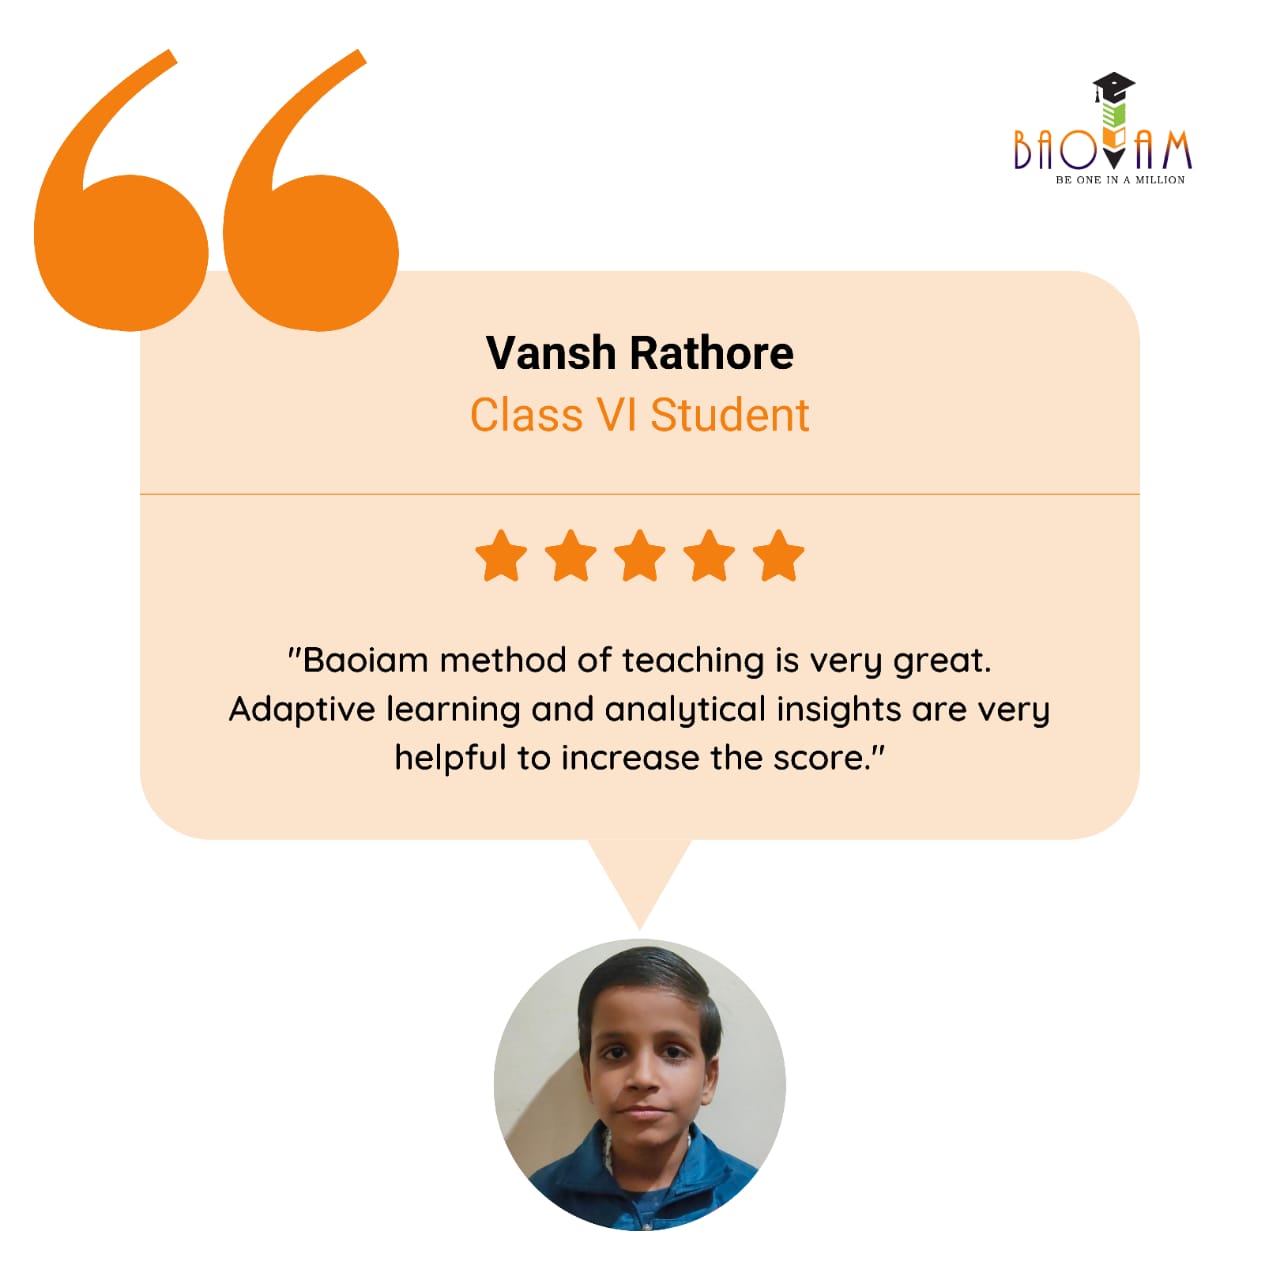 BAOIAM
BE ONE IN A MILLION
Vansh Rathore
Class VI Student
"Baoiam method of teaching is very great.
Adaptive learning and analytical insights are very
helpful to increase the score."